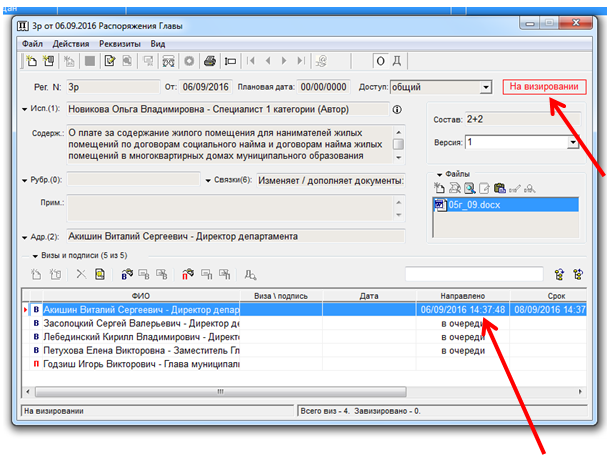 дан
3р от 06.09.2016 Распоряжения Главы
Файл Действия Реквизиты Вид
Рег. N: 3р От: 06/09/2016 Плановая дата: 00/00/0000 Доступ: общий На визировании
Исп.(1): Новикова Ольга Владимировна - Специалист 1 категории (Автор)
Состав: 2+2
Содерж.: О плате за содержание жилого помещения для нанимателей жилых
помещений по договорам социального найма и договорам найма жилых
помещений в многоквартирных домах муниципального образования
Версия: 1
Рубр.(0): Связки(6): Изменяет / дополняет документы:
Файлы
Прим.:
05г_09.docx
Адр.(2): Акишин Виталий Сергеевич - Директор департамента
Визы и подписи (5 из 5)
ФИО Виза \ подпись Дата Направлено Срок
В Акишин Виталий Сергеевич - Директор депар 06/09/2016 14:37:48 08/09/2016 14:37
В Засолоцкий Сергей Валерьевич - Директор де в очереди
В Лебединский Кирилл Владимирович - Директ в очереди
В Петухова Елена Викторовна - Заместитель Гл в очереди
П Годзиш Игорь Викторович - Глава муниципал
На визировании Всего виз - 4. Завизировано - 0.